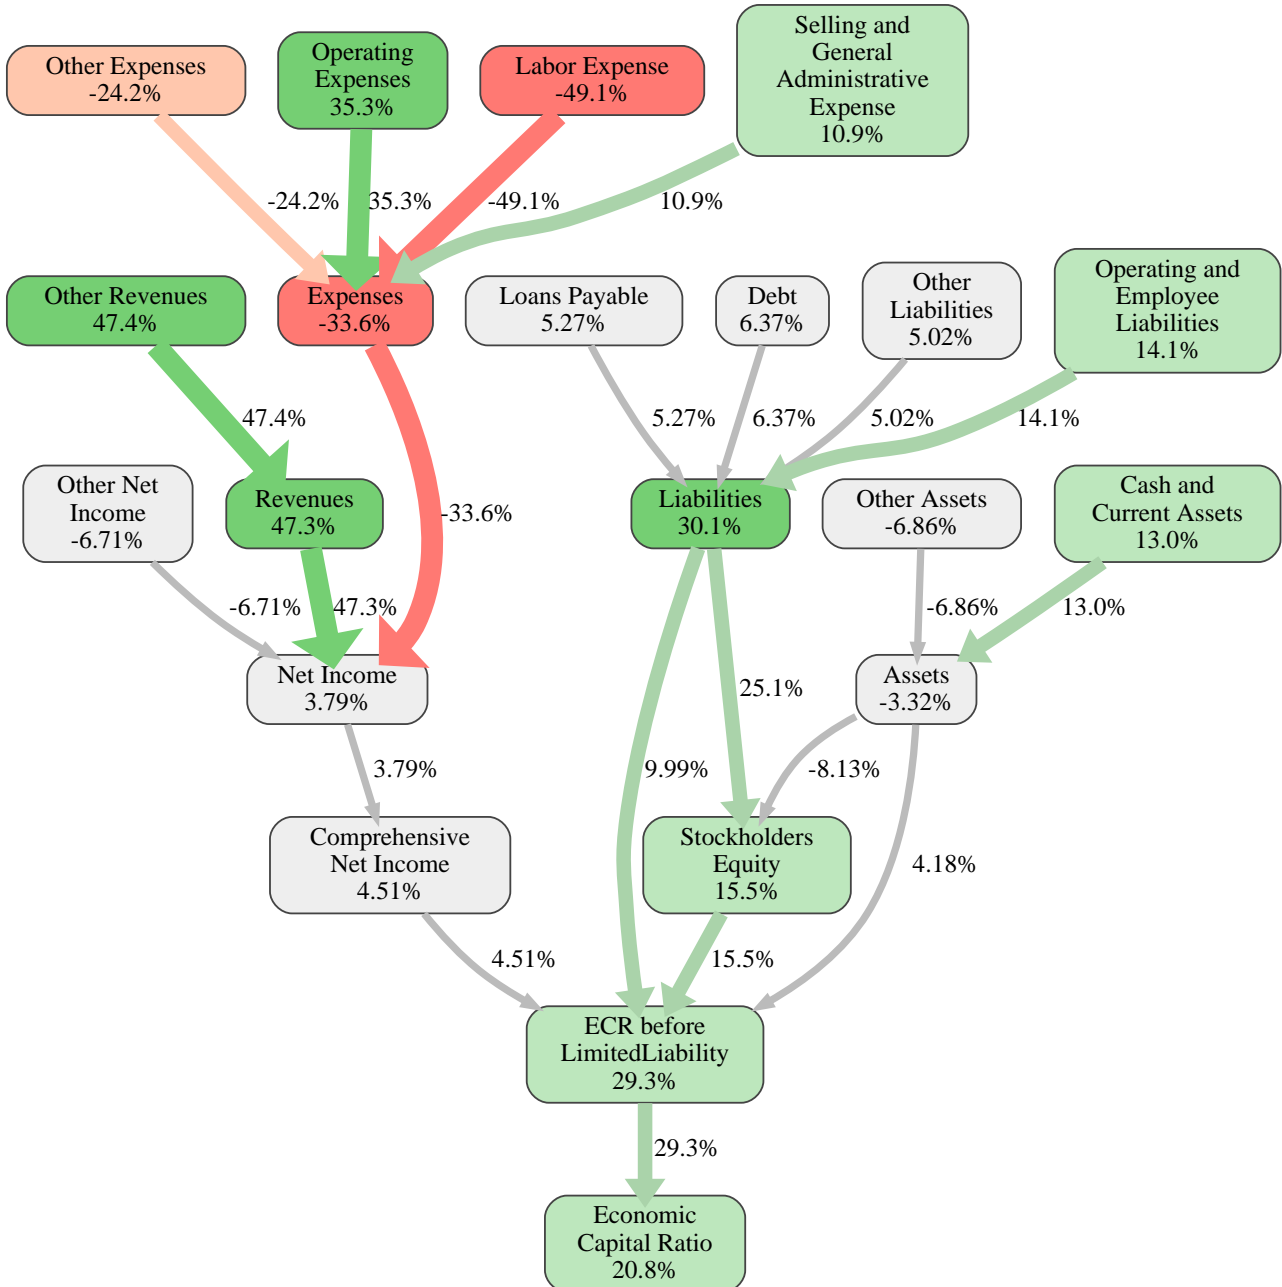 Other Expenses
-24.2%
Operating
Expenses
35.3%
Labor Expense
-49.1%
Selling and
General
Administrative
Expense
10.9%
-24.2%
35.3%
-49.1%
10.9%
Other Revenues
47.4%
Expenses
-33.6%
Loans Payable
5.27%
Debt
6.37%
Other
Liabilities
5.02%
Operating and
Employee
Liabilities
14.1%
47.4%
5.27%
6.37%
5.02%
14.1%
Other Net
Income
-6.71%
Revenues
47.3%
-33.6%
Liabilities
30.1%
Other Assets
-6.86%
Cash and
Current Assets
13.0%
-6.71%
47.3%
-6.86%
13.0%
Net Income
3.79%
25.1%
Assets
-3.32%
3.79%
9.99%
-8.13%
Comprehensive
Net Income
4.51%
Stockholders
Equity
15.5%
4.18%
4.51%
15.5%
ECR before
LimitedLiability
29.3%
29.3%
Economic
Capital Ratio
20.8%